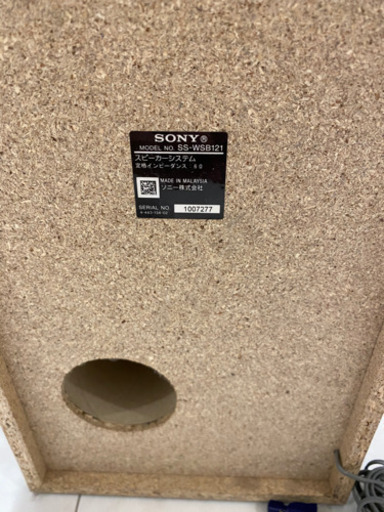 SONY®
MODEL NO. SS-WSB121
スピーカーシステム
定格インピーダンス 6Ω
MADE IN MALAYSIA
ソニー株式会社
SERIAL NO. 1007277